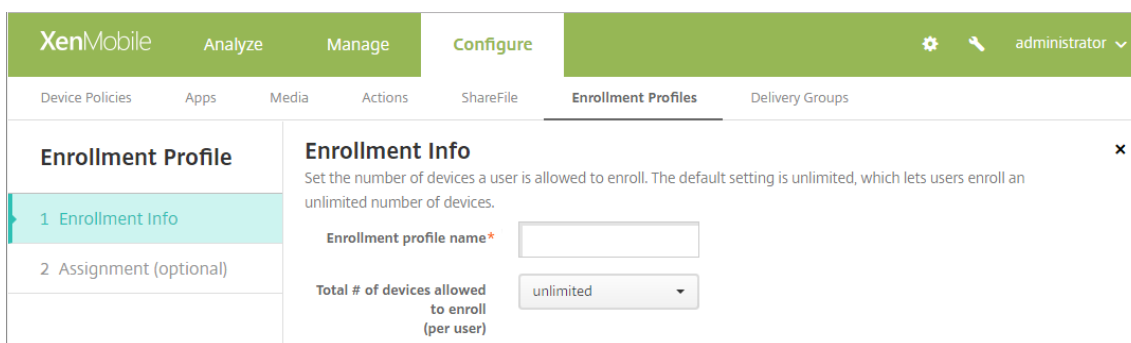 XenMobile Analyze Manage Configure administrator
Device Policies Apps Media Actions ShareFile Enrollment Profiles Delivery Groups
Enrollment Profile
1 Enrollment Info
2 Assignment (optional)
Enrollment Info
Set the number of devices a user is allowed to enroll. The default setting is unlimited, which lets users enroll an
unlimited number of devices.
Enrollment profile name*
Total # of devices allowed
to enroll
(per user)
unlimited